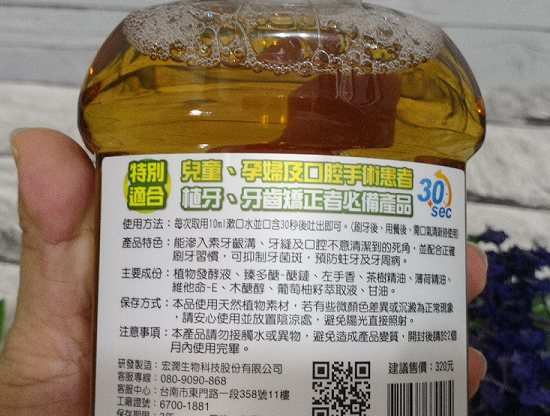 特別
適合
兒童、孕婦及口腔手術患者
植牙、牙齒矯正者必備產品
30
sec
使用方法：每次取用10ml漱口水並口含30秒後吐出即可。(刷牙後、用餐後、需口氣清新時使用)
產品特色：能滲入素牙齦溝、牙縫及口腔不意清潔到的死角，並配合正確
刷牙習慣，可抑制牙菌斑，預防蛀牙及牙周病。
主要成份：植物發酵液、臻多醣-醣鏈、左手香、茶樹精油、薄荷精油、
維他命-E、木醣醇、葡萄柚籽萃取液、甘油。
保存方式：本品使用天然植物素材，若有些微顏色差異或沉澱為正常現象
，請安心使用並放置陰涼處，避免陽光直接照射。
注意事項：本產品請勿接觸水或異物，避免造成產品變質，開封後請於2個
月內使用完畢。
研發製造：宏潤生物科技股份有限公司
客服專線：080-9090-868
客服中心：台南市東門路一段358號11樓
工廠證號：6700-1881
保存期限：
建議售價：320元